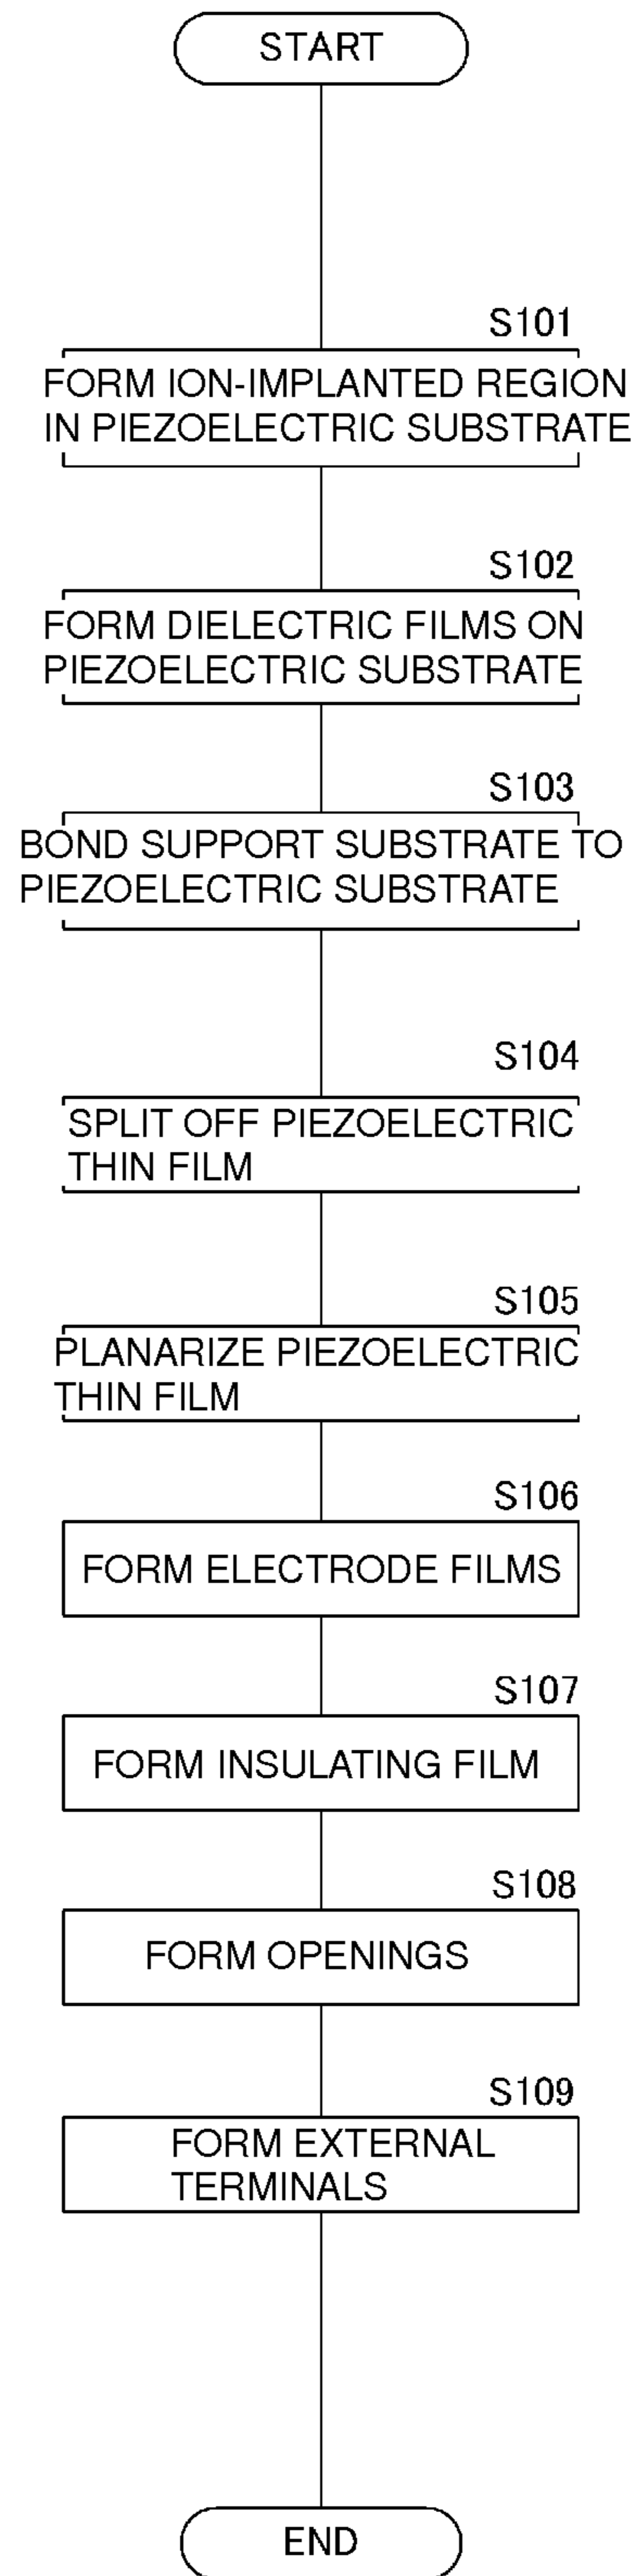 START
S101
FORM ION-IMPLANTED REGION
IN PIEZOELECTRIC SUBSTRATE
S102
FORM DIELECTRIC FILMS ON
PIEZOELECTRIC SUBSTRATE
S103
BOND SUPPORT SUBSTRATE TO
PIEZOELECTRIC SUBSTRATE
S104
SPLIT OFF PIEZOELECTRIC
THIN FILM
S105
PLANARIZE PIEZOELECTRIC
THIN FILM
S106
FORM ELECTRODE FILMS
S107
FORM INSULATING FILM
S108
FORM OPENINGS
S109
FORM EXTERNAL
TERMINALS
END